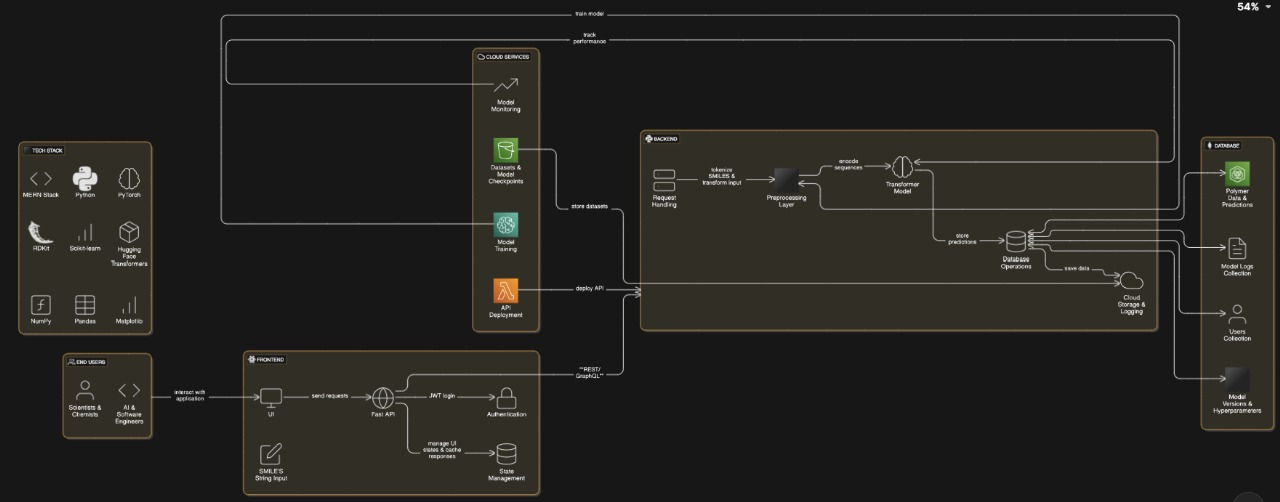 54%
train model
track
performance
CLOUD SERVICES
Model
Monitoring
Datasets &
Model
Checkpoints
store datasets
Model
Training
deploy API
API
Deployment
TECH STACK
MERN Stack
Python
PyTorch
RDKit
Scikit-learn
Hugging
Face
Transformers
NumPy
Pandas
Matplotlib
BACKEND
Request
Handling
tokenize
SMILES &
transform input
Preprocessing
Layer
encode
sequences
Transformer
Model
store
predictions
Database
Operations
save data
Cloud
Storage &
Logging
DATABASE
Polymer
Data &
Predictions
Model Logs
Collection
Users
Collection
Model
Versions &
Hyperparameters
END USERS
Scientists &
Chemists
AI &
Software
Engineers
interact with
application
FRONTEND
UI
send requests
Fast API
**REST/
GraphQL**
JWT login
Authentication
manage UI
states & cache
responses
State
Management
SMILE'S
String Input